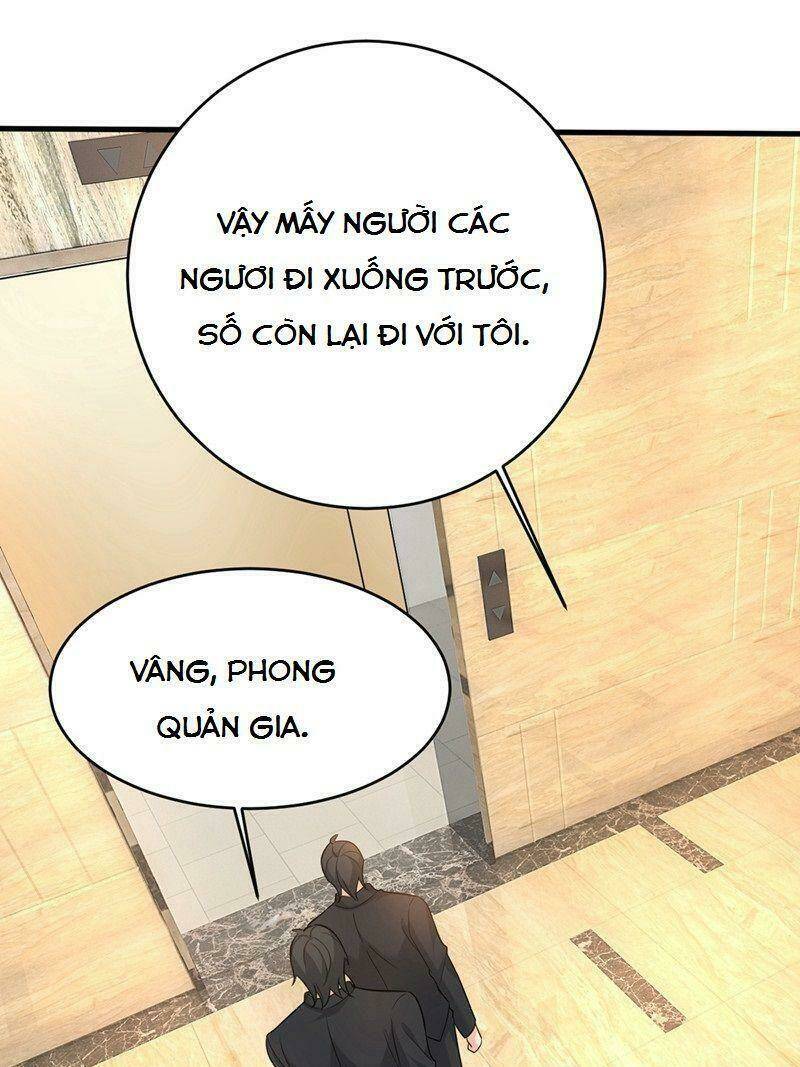 VẬY MẤY NGƯỜI CÁC
NGƯƠI ĐI XUỐNG TRƯỚC,
SỐ CÒN LẠI ĐI VỚI TÔI.
VÂNG, PHONG
QUẢN GIA.